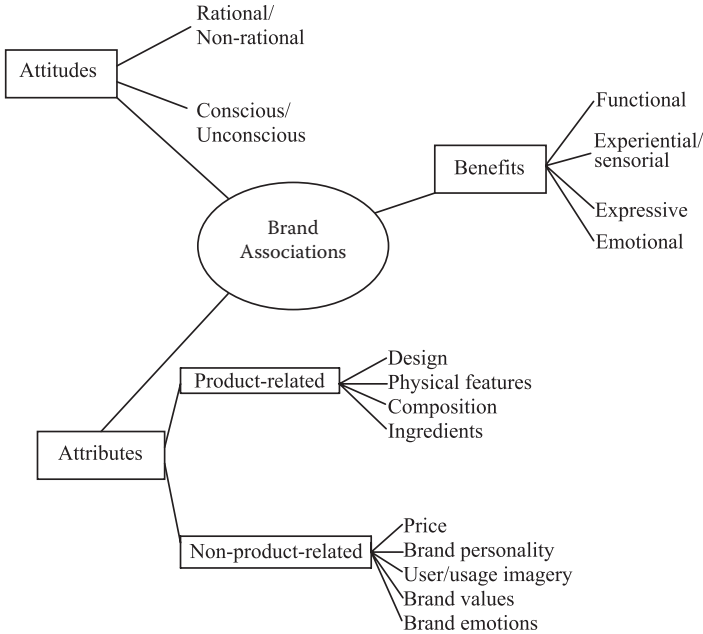 Rational/
Non-rational
Attitudes
Conscious/
Unconscious
Functional
Experiential/
sensorial
Benefits
Expressive
Emotional
Brand
Associations
Design
Product-related
Physical features
Composition
Ingredients
Attributes
Price
Non-product-related
Brand personality
User/usage imagery
Brand values
Brand emotions